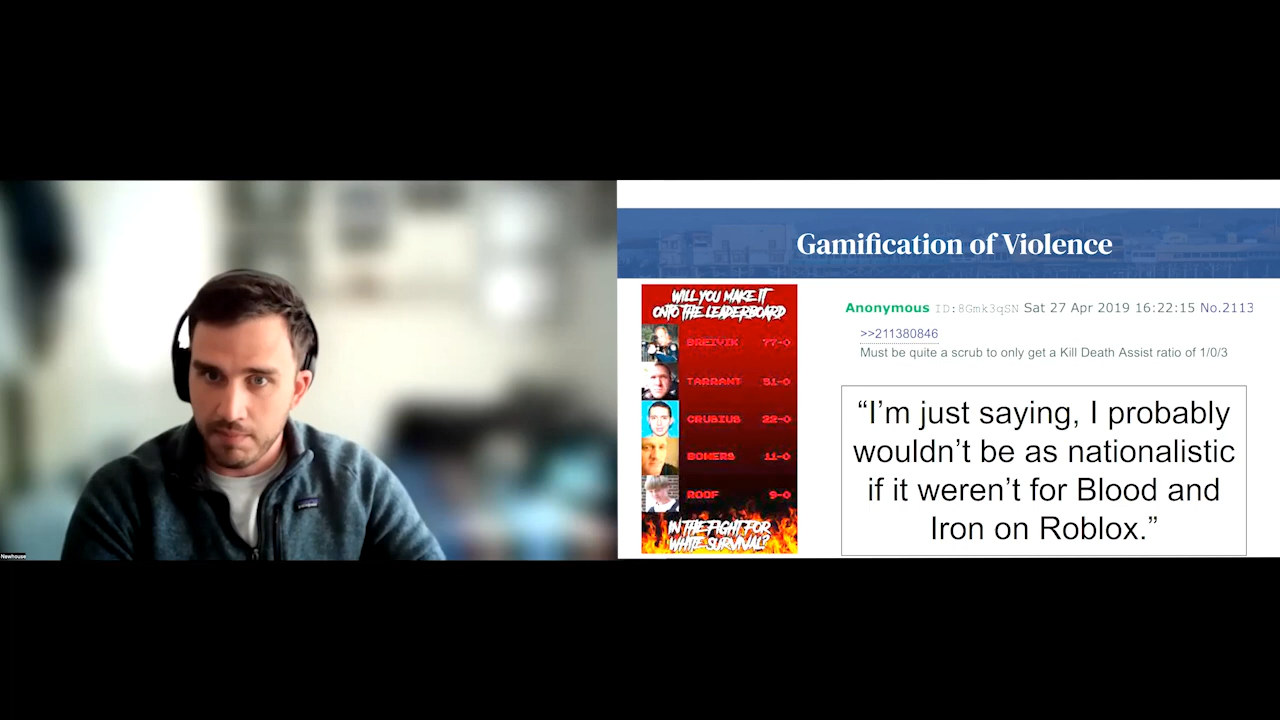 Newhouse
Gamification of Violence
WILL YOU MAKE IT
ONTO THE LEADERBOARD
BREIVIK 77-0
TARRANT 51-0
CRUSIUS 22-0
BOWERS 11-0
ROOF 9-0
IN THE FIGHT FOR
WHITE SURVIVAL?
Anonymous ID:8Gmk3qSN Sat 27 Apr 2019 16:22:15 No.2113
>>211380846
Must be quite a scrub to only get a Kill Death Assist ratio of 1/0/3
“I’m just saying, I probably
wouldn’t be as nationalistic
if it weren’t for Blood and
Iron on Roblox.”